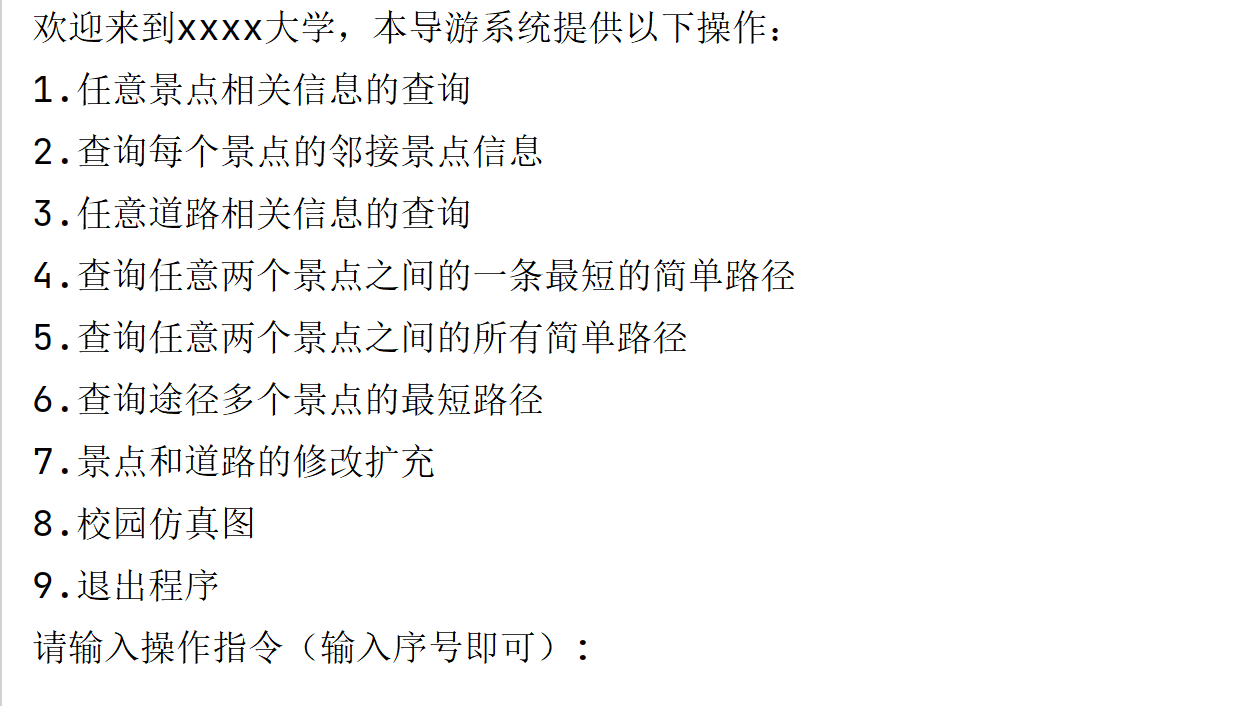 欢迎来到xxxx大学，本导游系统提供以下操作：
1.任意景点相关信息的查询
2.查询每个景点的邻接景点信息
3.任意道路相关信息的查询
4.查询任意两个景点之间的一条最短的简单路径
5.查询任意两个景点之间的所有简单路径
6.查询途径多个景点的最短路径
7.景点和道路的修改扩充
8.校园仿真图
9.退出程序
请输入操作指令（输入序号即可）: